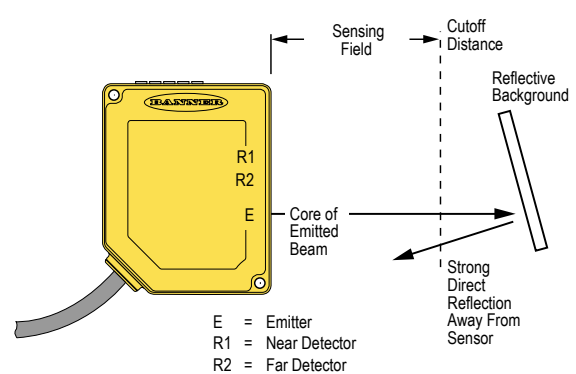 Sensing
Field
Cutoff
Distance
Reflective
Background
BANNER
R1
R2
E
Core of
Emitted
Beam
Strong
Direct
Reflection
Away From
Sensor
E = Emitter
R1 = Near Detector
R2 = Far Detector